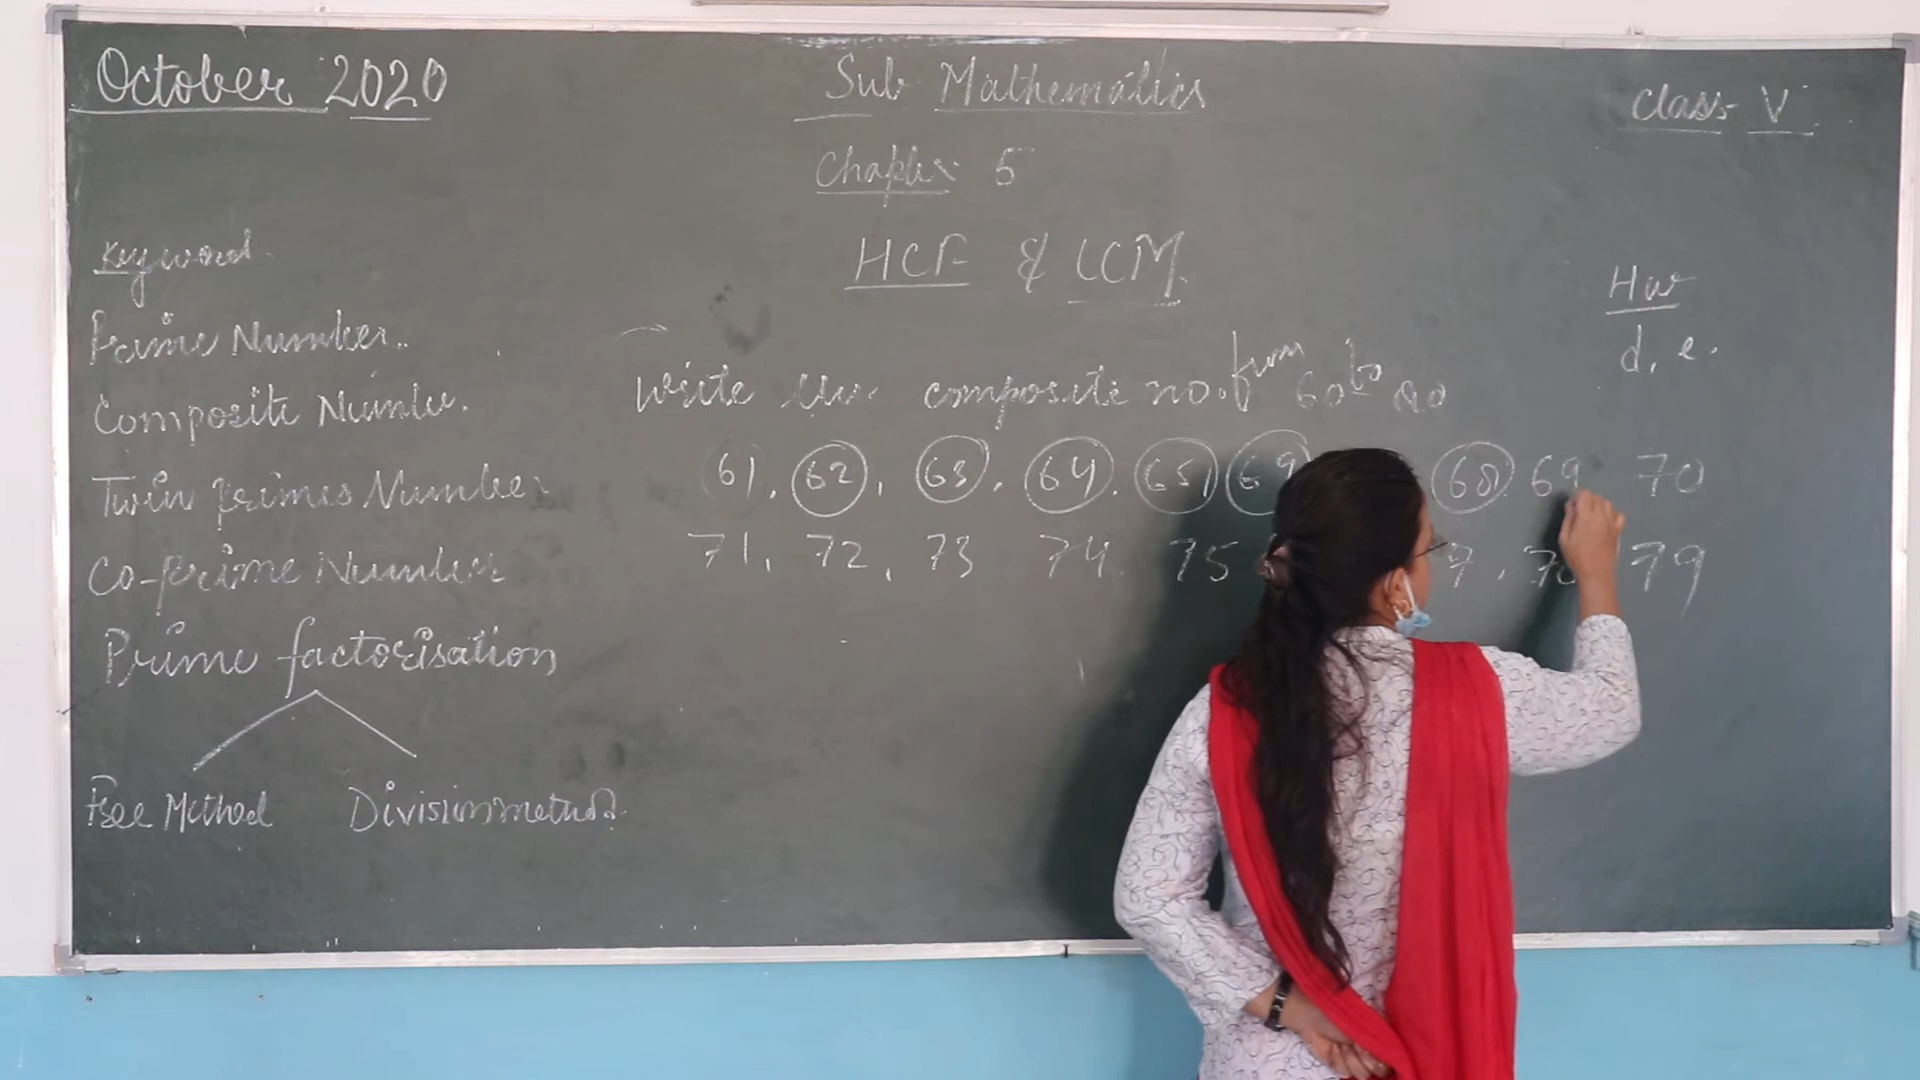 October 2020
Sub Mathematics
Class V
Chapter 5
HCF & LCM
Keyword
Prime Number.
Composite Number.
Twin primes Number
Co-prime Number
Prime factorisation
Tree Method Division method
Write the composite no. from 60 to 80
61, 62, 63, 64, 65 68 69 70
71, 72, 73 74 75 79
Hw
d, e.